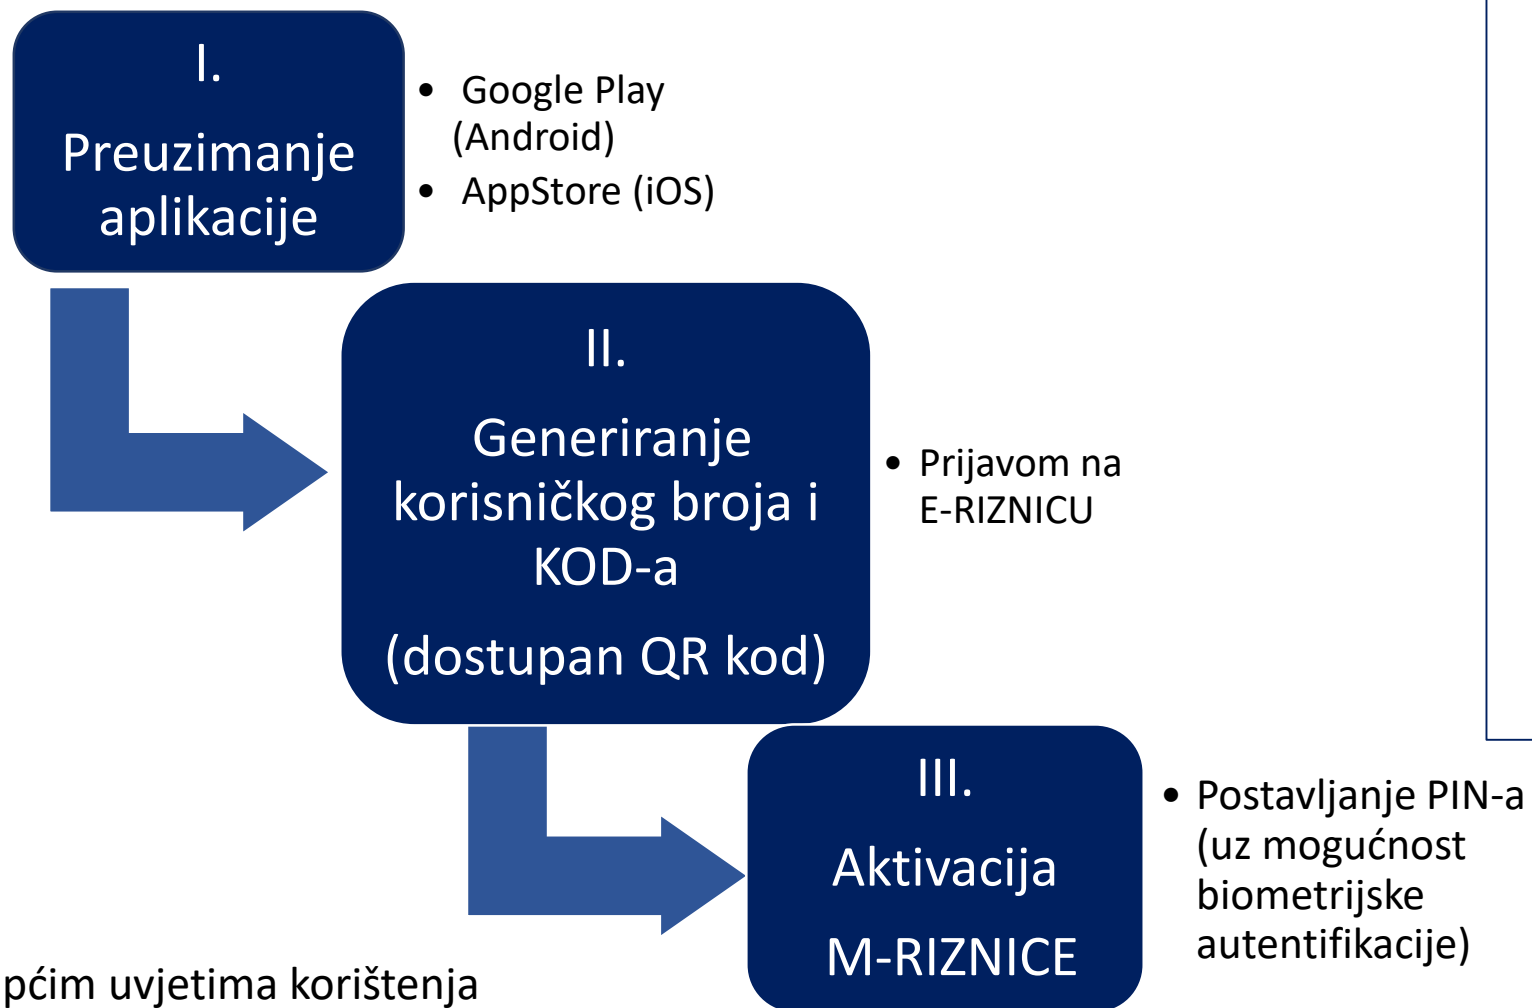 I.
Preuzimanje
aplikacije
• Google Play
(Android)
• AppStore (iOS)
II.
Generiranje
korisničkog broja i
KOD-a
(dostupan QR kod)
• Prijavom na
E-RIZNICU
III.
Aktivacija
M-RIZNICE
• Postavljanje PIN-a
(uz mogućnost
biometrijske
autentifikacije)
pćim uvjetima korištenja